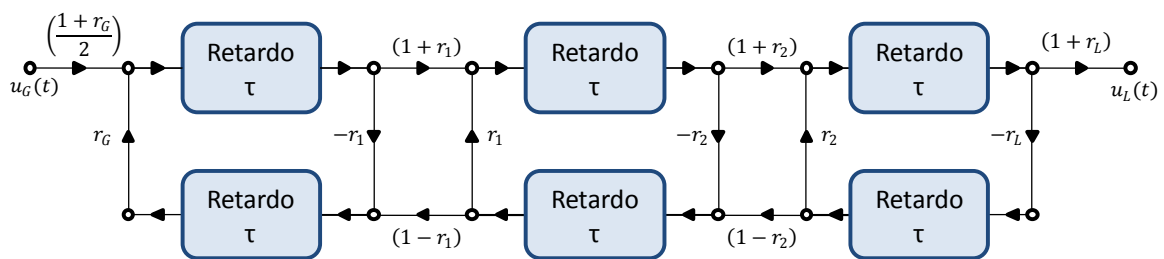 ((1 + r_G)/2)
(1 + r_1)
(1 + r_2)
(1 + r_L)
Retardo
τ
Retardo
τ
Retardo
τ
u_G(t)
u_L(t)
r_G
−r_1
r_1
−r_2
r_2
−r_L
Retardo
τ
Retardo
τ
Retardo
τ
(1 − r_1)
(1 − r_2)